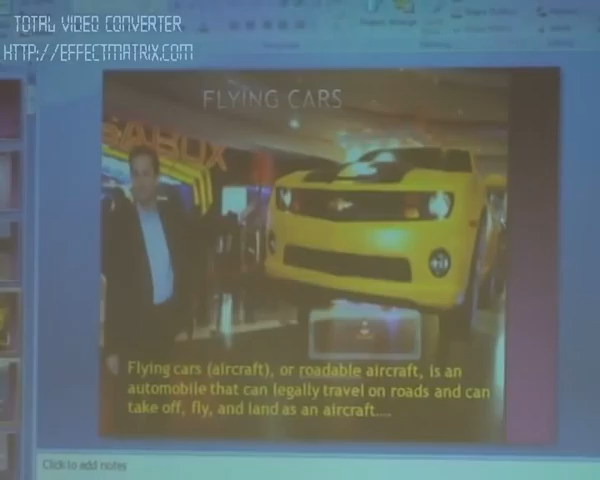 TOTAL VIDEO CONVERTER
HTTP://EFFECTMATRIX.COM
FLYING CARS
SABOX
Flying cars (aircraft), or roadable aircraft, is an
automobile that can legally travel on roads and can
take off, fly, and land as an aircraft....
Click to add notes